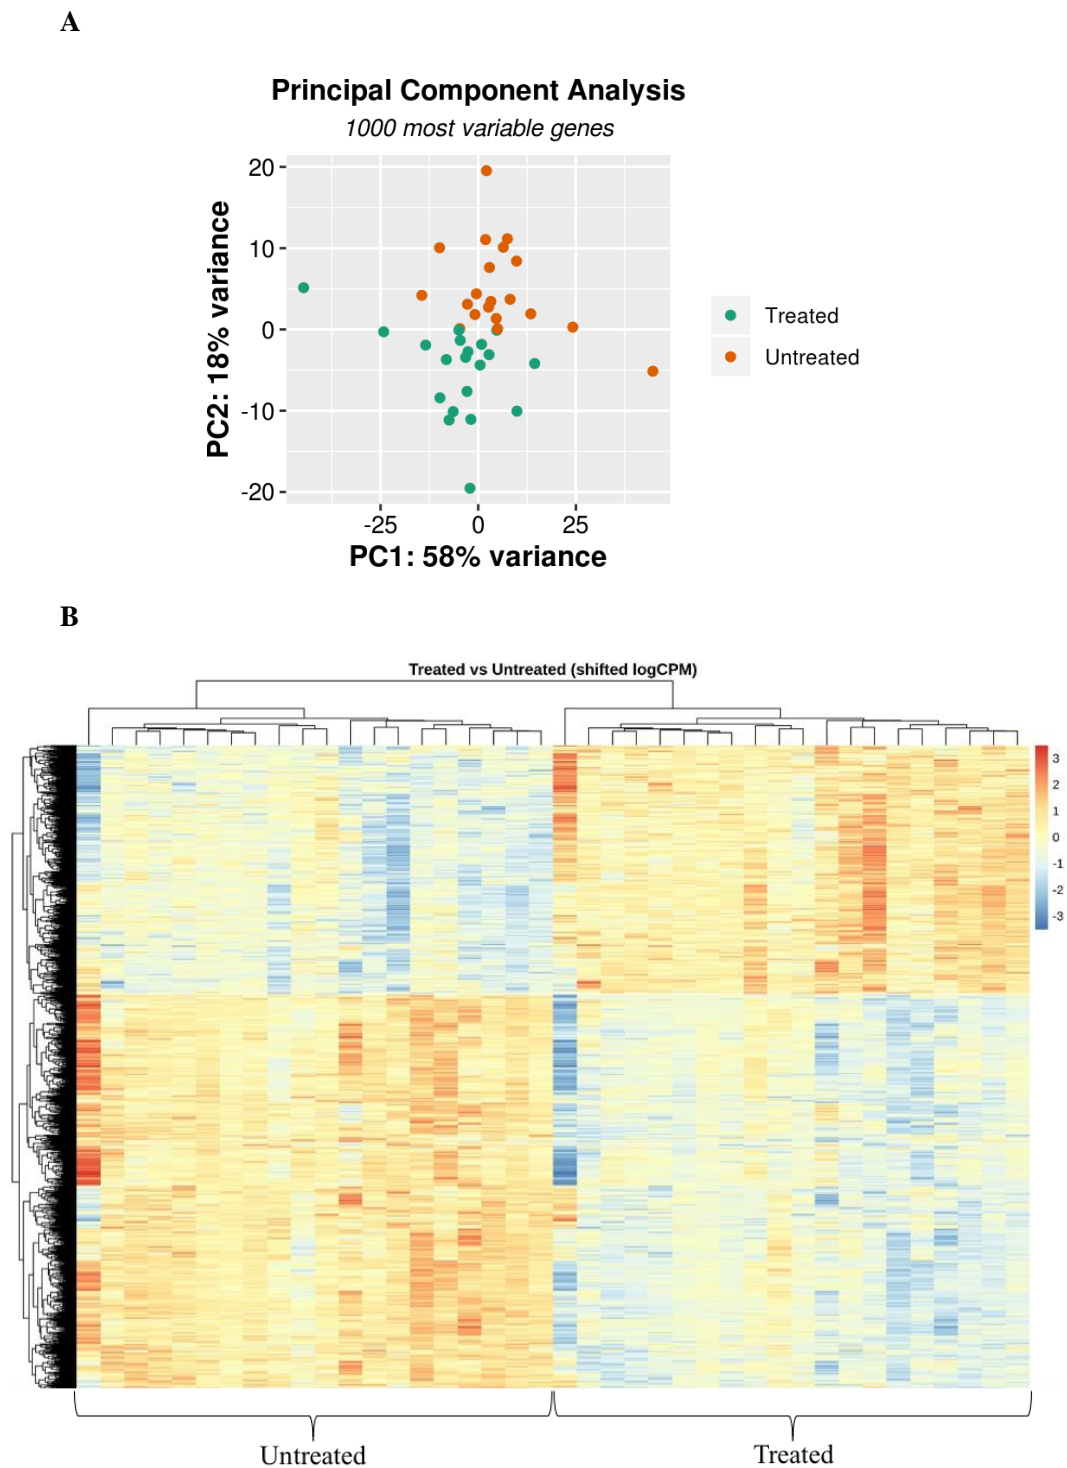 A
Principal Component Analysis
1000 most variable genes
PC2: 18% variance
20
10
0
-10
-20
-25 0 25
PC1: 58% variance
Treated
Untreated
B
Treated vs Untreated (shifted logCPM)
3
2
1
0
-1
-2
-3
Untreated Treated